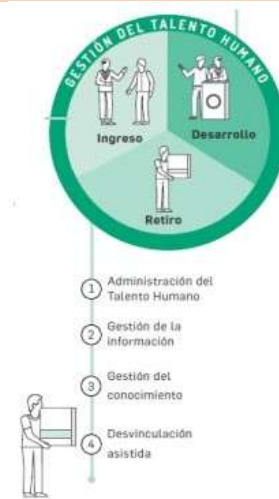 GESTIÓN DEL TALENTO HUMANO
Ingreso
Desarrollo
Retiro
1 Administración del
Talento Humano
2 Gestión de la
información
3 Gestión del
conocimiento
4 Desvinculación
asistida